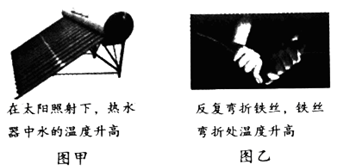 在太阳照射下，热水
器中水的温度升高
图甲
反复弯折铁丝，铁丝
弯折处温度升高
图乙